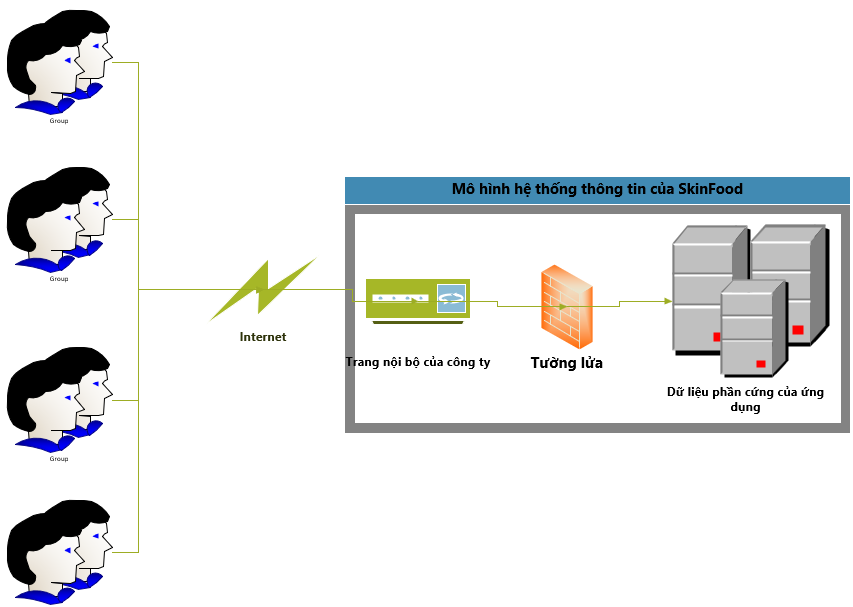 Group
Group
Mô hình hệ thống thông tin của SkinFood
Internet
Trang nội bộ của công ty
Tường lửa
Dữ liệu phần cứng của ứng
dụng
Group